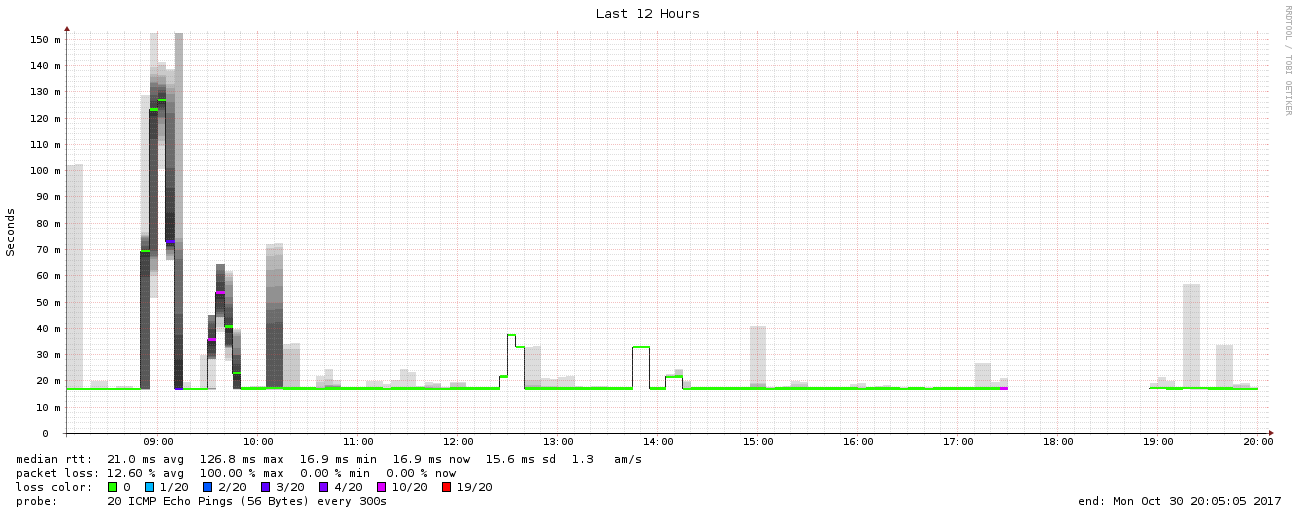 Last 12 Hours
RRDTOOL / TOBI OETIKER
Seconds
150 m
140 m
130 m
120 m
110 m
100 m
90 m
80 m
70 m
60 m
50 m
40 m
30 m
20 m
10 m
0
09:00 10:00 11:00 12:00 13:00 14:00 15:00 16:00 17:00 18:00 19:00 20:00
median rtt: 21.0 ms avg 126.8 ms max 16.9 ms min 16.9 ms now 15.6 ms sd 1.3 am/s
packet loss: 12.60 % avg 100.00 % max 0.00 % min 0.00 % now
loss color: 0 1/20 2/20 3/20 4/20 10/20 19/20
probe: 20 ICMP Echo Pings (56 Bytes) every 300s end: Mon Oct 30 20:05:05 2017